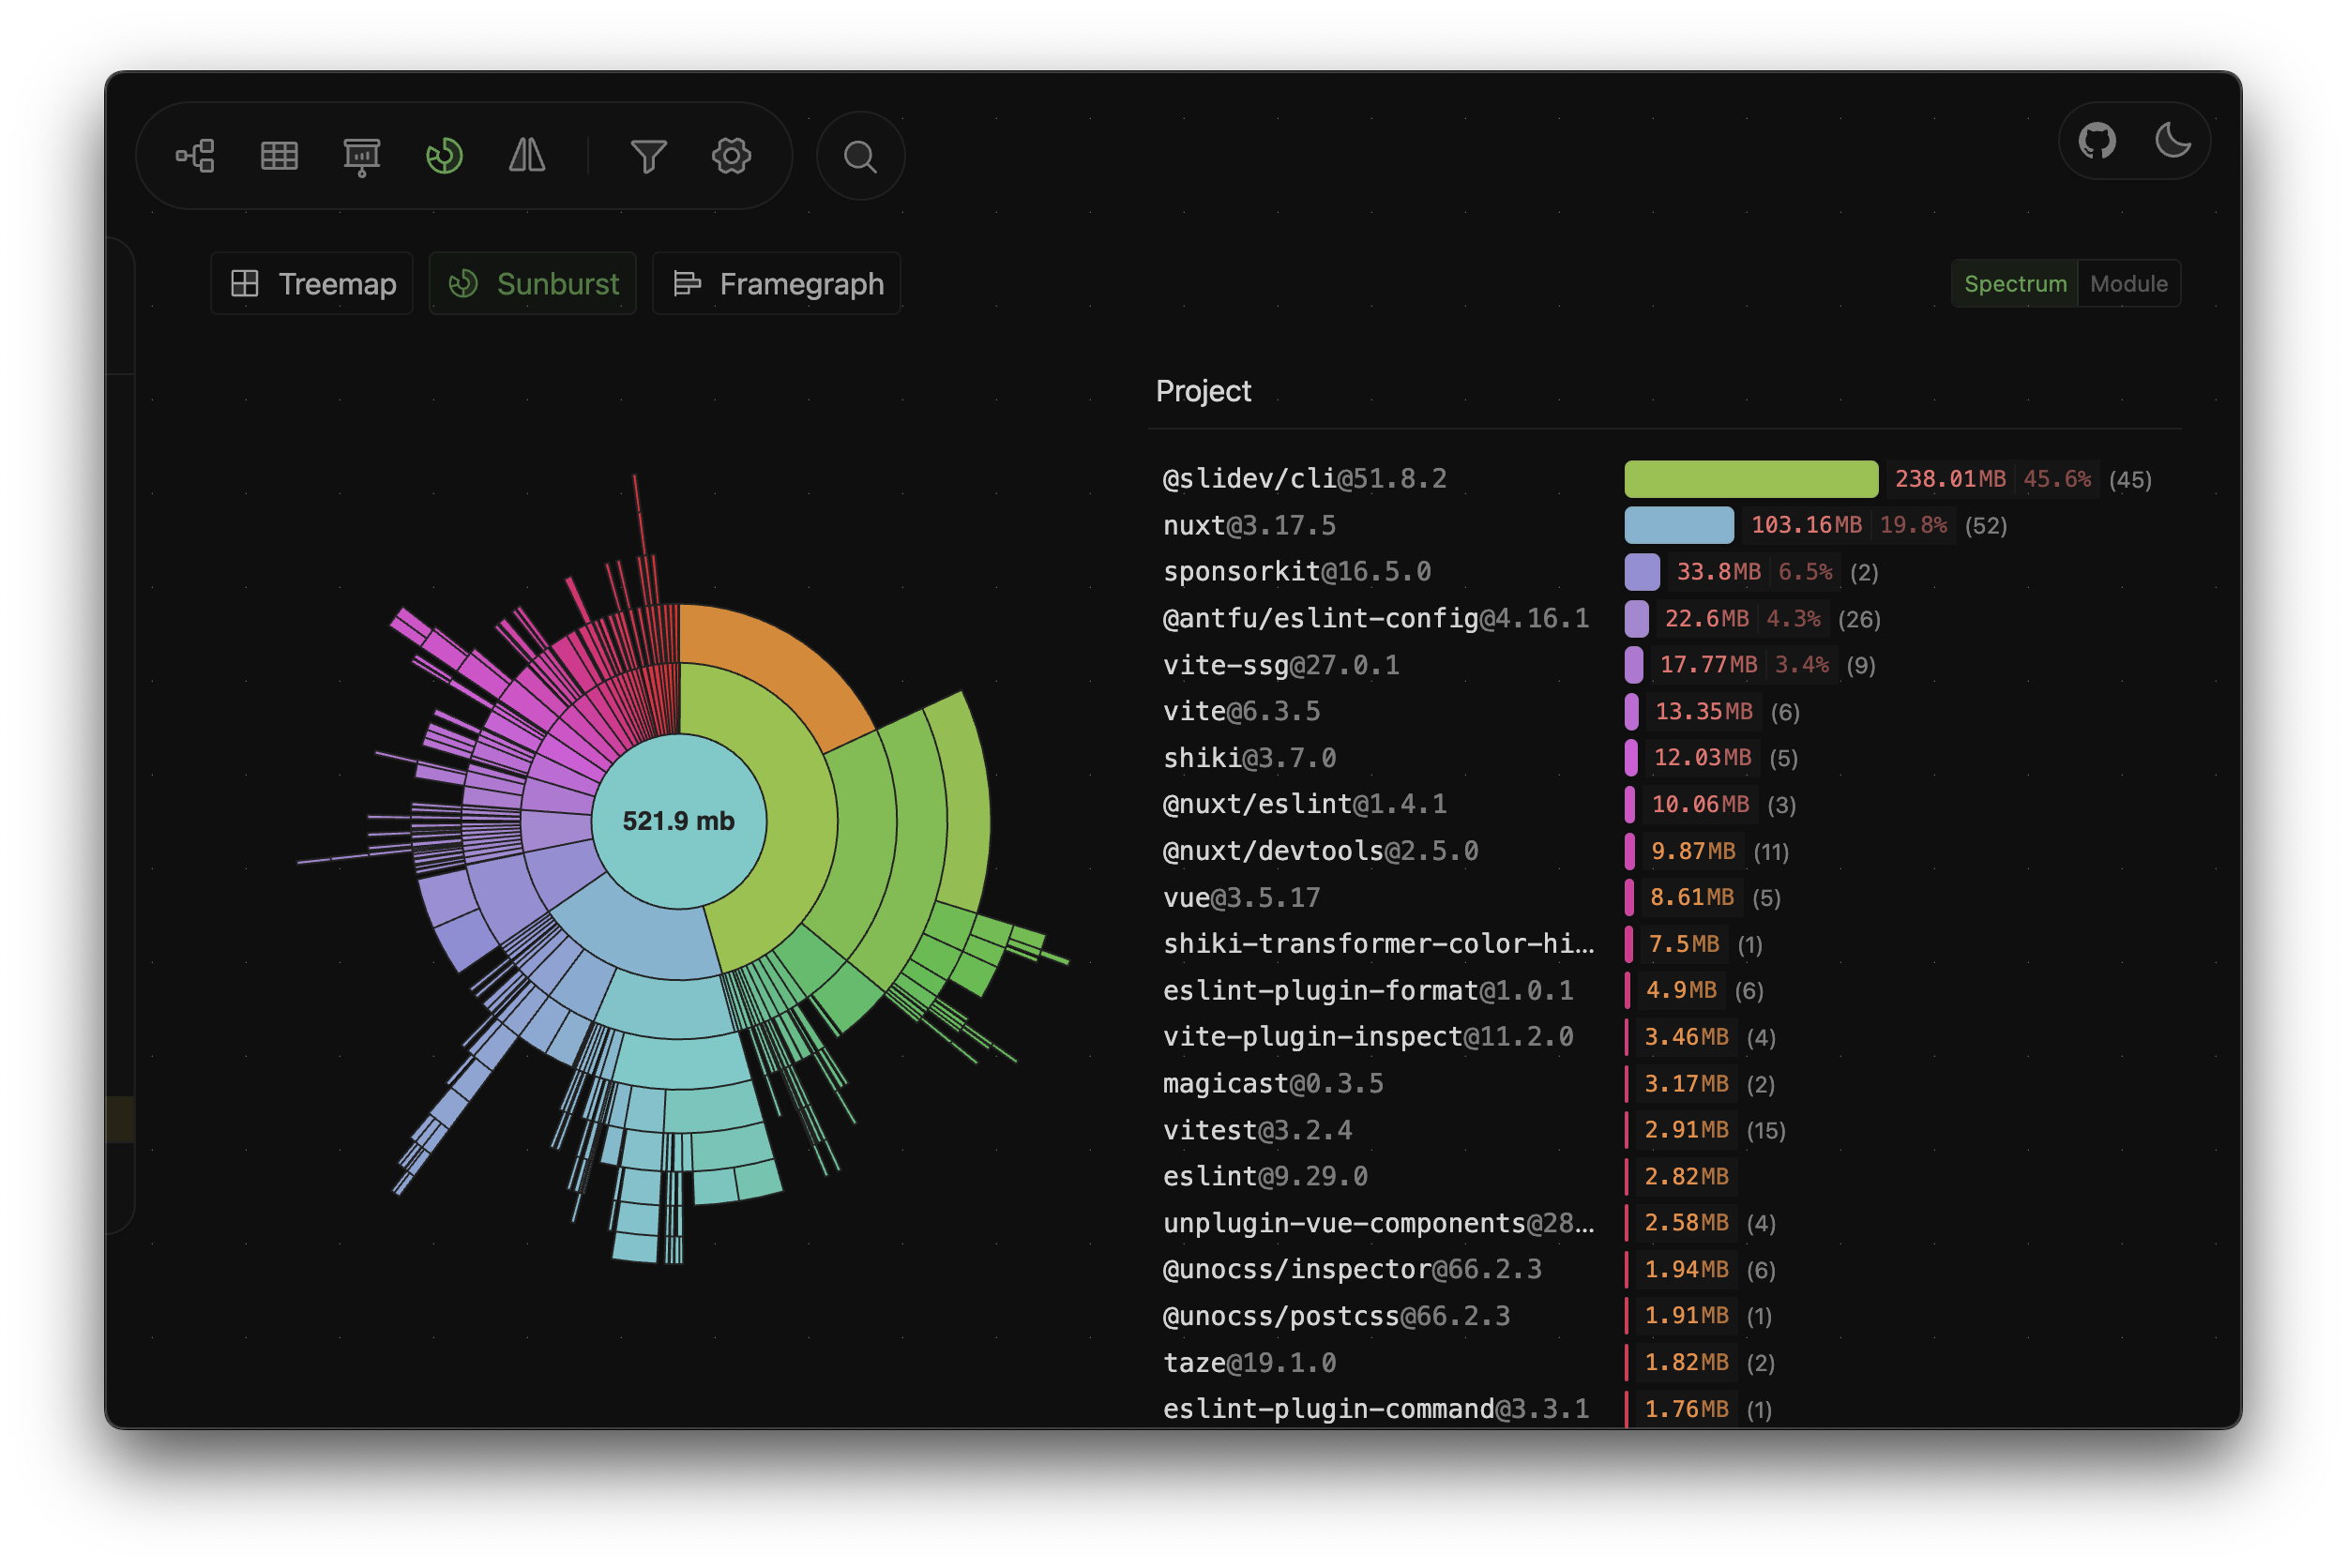 Treemap Sunburst Framegraph
Spectrum Module
Project
521.9 mb
@slidev/cli@51.8.2 238.01MB 45.6% (45)
nuxt@3.17.5 103.16MB 19.8% (52)
sponsorkit@16.5.0 33.8MB 6.5% (2)
@antfu/eslint-config@4.16.1 22.6MB 4.3% (26)
vite-ssg@27.0.1 17.77MB 3.4% (9)
vite@6.3.5 13.35MB (6)
shiki@3.7.0 12.03MB (5)
@nuxt/eslint@1.4.1 10.06MB (3)
@nuxt/devtools@2.5.0 9.87MB (11)
vue@3.5.17 8.61MB (5)
shiki-transformer-color-hi… 7.5MB (1)
eslint-plugin-format@1.0.1 4.9MB (6)
vite-plugin-inspect@11.2.0 3.46MB (4)
magicast@0.3.5 3.17MB (2)
vitest@3.2.4 2.91MB (15)
eslint@9.29.0 2.82MB
unplugin-vue-components@28… 2.58MB (4)
@unocss/inspector@66.2.3 1.94MB (6)
@unocss/postcss@66.2.3 1.91MB (1)
taze@19.1.0 1.82MB (2)
eslint-plugin-command@3.3.1 1.76MB (1)